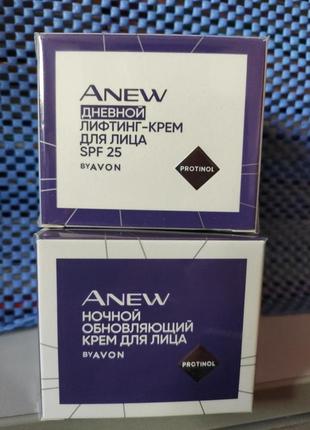 ANEW
ДНЕВНОЙ
ЛИФТИНГ-КРЕМ
ДЛЯ ЛИЦА
SPF 25
BY AVON
PROTINOL
ANEW
НОЧНОЙ
ОБНОВЛЯЮЩИЙ
КРЕМ ДЛЯ ЛИЦА
BY AVON
PROTINOL